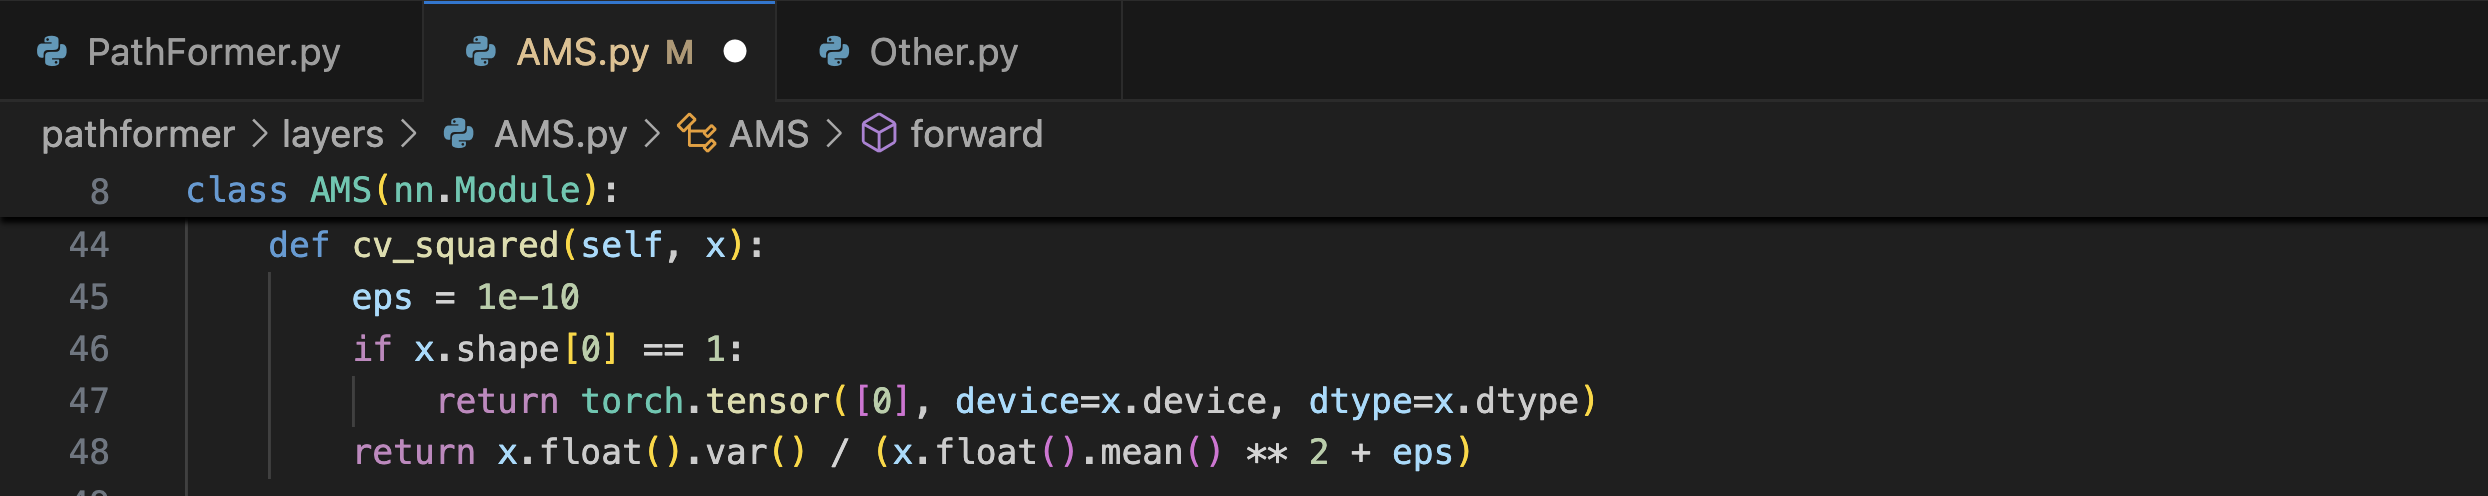 PathFormer.py AMS.py M Other.py
pathformer > layers > AMS.py > AMS > forward
8 class AMS(nn.Module):
44 def cv_squared(self, x):
45 eps = 1e-10
46 if x.shape[0] == 1:
47 return torch.tensor([0], device=x.device, dtype=x.dtype)
48 return x.float().var() / (x.float().mean() ** 2 + eps)